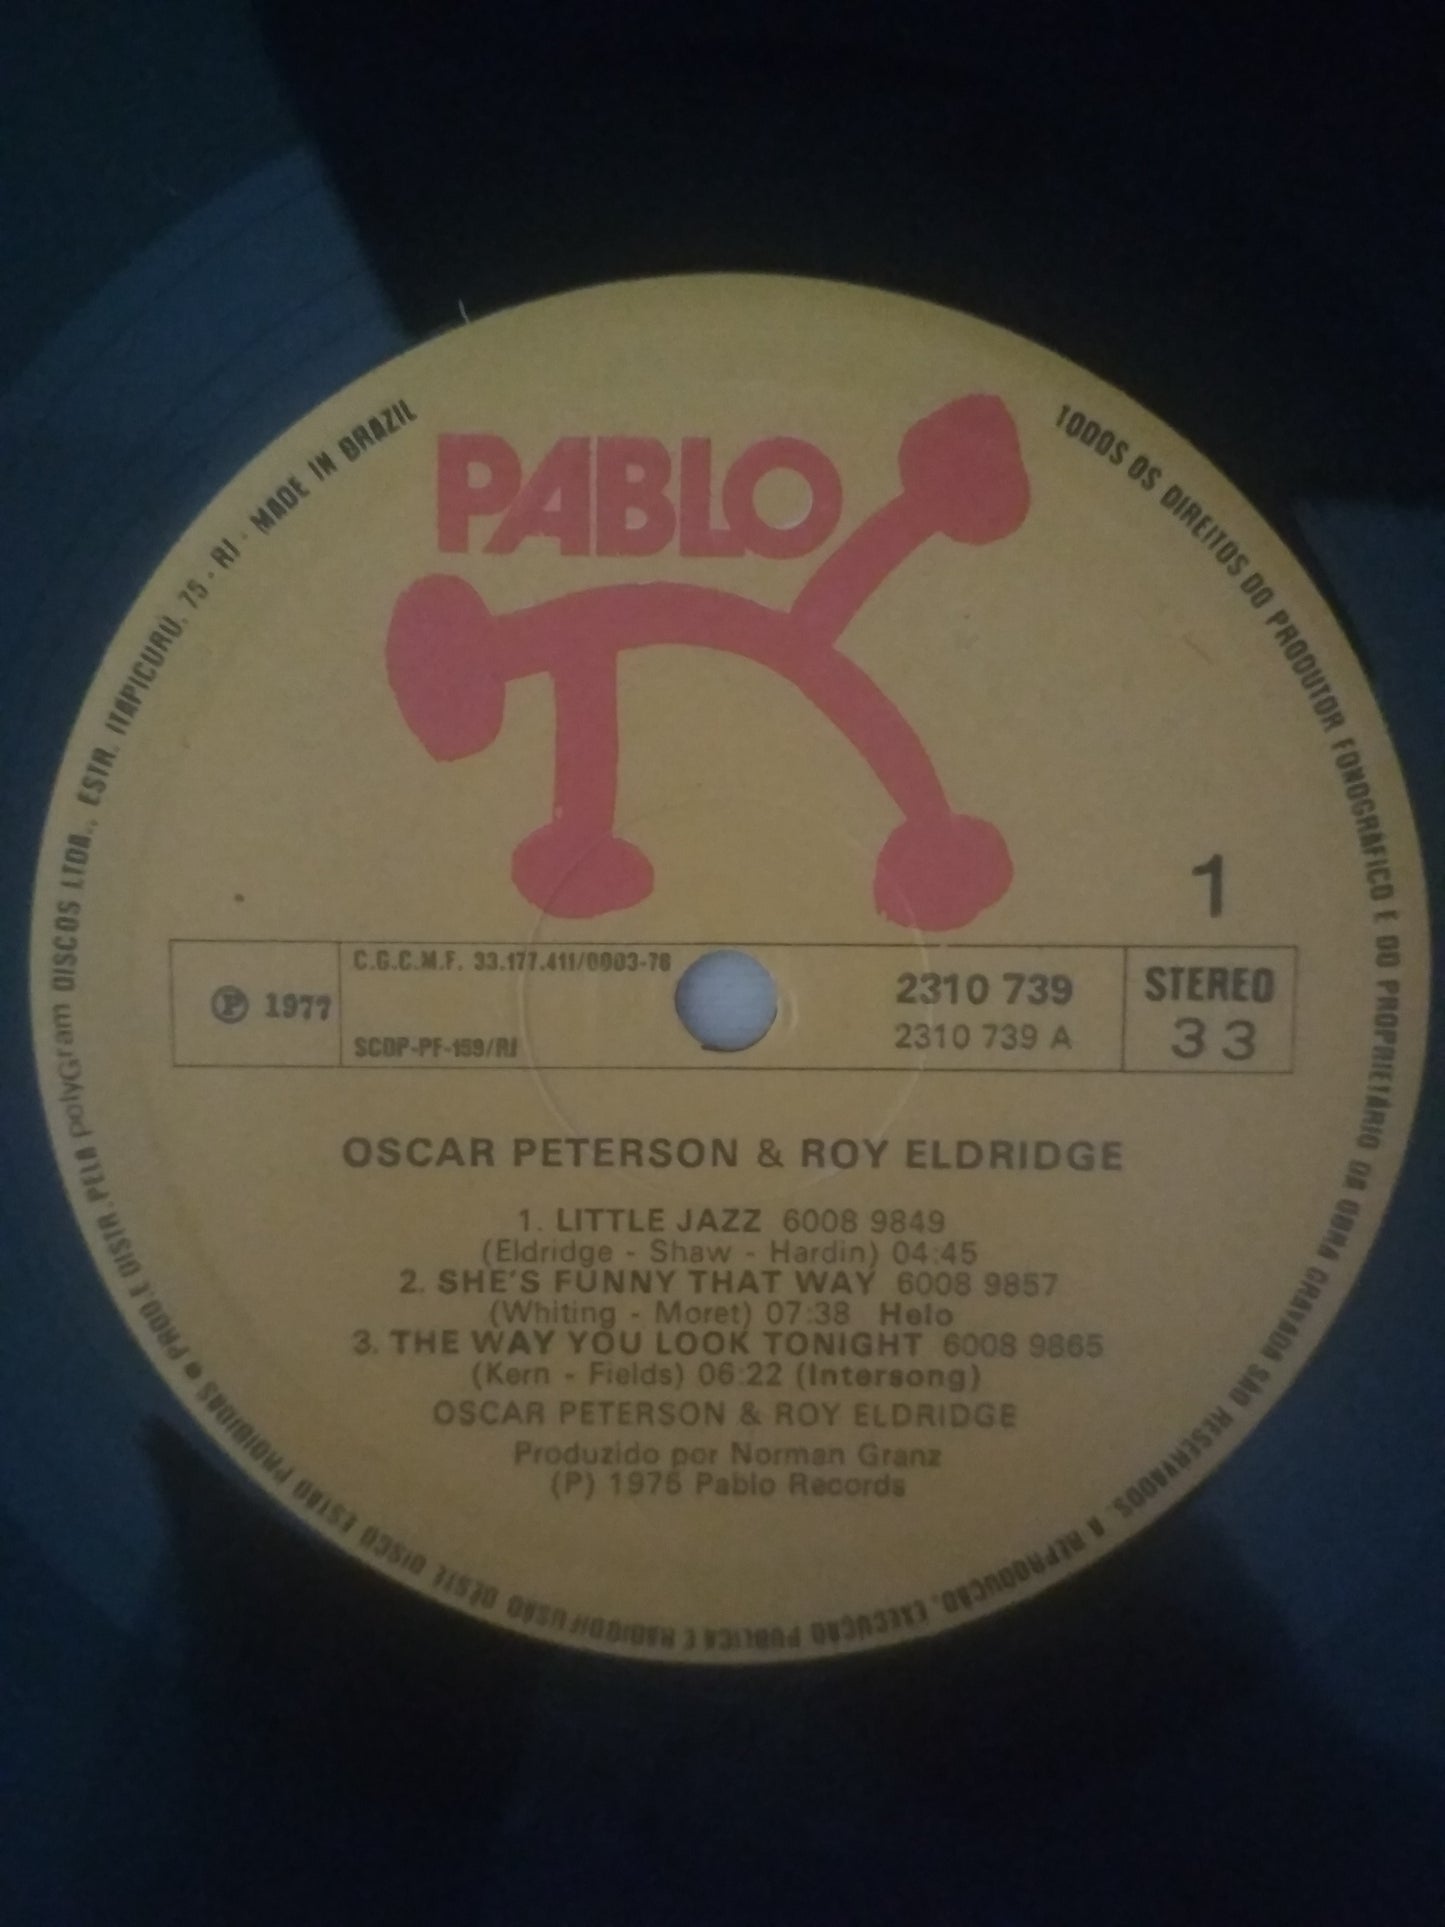 PABLO
1
℗ 1977
C.G.C.M.F. 33.177.411/0003-76
SCDP-PF-159/RJ
2310 739
2310 739 A
STEREO
33
OSCAR PETERSON & ROY ELDRIDGE
1. LITTLE JAZZ 6008 9849
(Eldridge - Shaw - Hardin) 04:45
2. SHE'S FUNNY THAT WAY 6008 9857
(Whiting - Moret) 07:38 Helo
3. THE WAY YOU LOOK TONIGHT 6008 9865
(Kern - Fields) 06:22 (Intersong)
OSCAR PETERSON & ROY ELDRIDGE
Produzido por Norman Granz
(P) 1975 Pablo Records
TODOS OS DIREITOS DO PRODUTOR FONOGRÁFICO E DO PROPRIETÁRIO DA OBRA GRAVADA SÃO RESERVADOS. A REPRODUÇÃO, EXECUÇÃO PÚBLICA E RADIODIFUSÃO DESTE DISCO ESTÃO PROIBIDAS ● PROD. E DISTR. PELA PolyGram DISCOS LTDA., ESTR. ITAPICURÚ, 75 - RJ - MADE IN BRAZIL